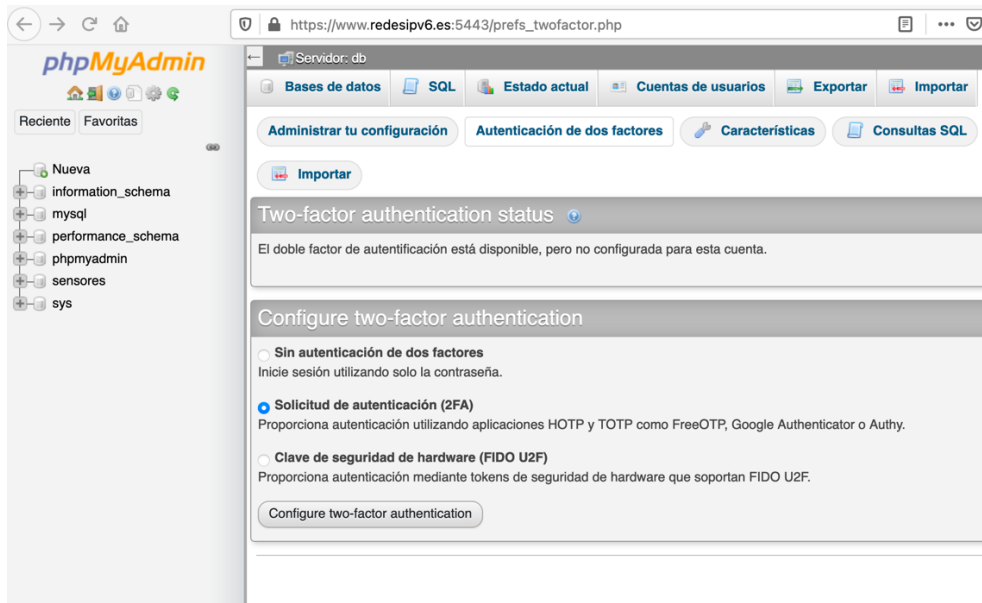 https://www.redesipv6.es:5443/prefs_twofactor.php
phpMyAdmin
Reciente Favoritas
Nueva
information_schema
mysql
performance_schema
phpmyadmin
sensores
sys
Servidor: db
Bases de datos SQL Estado actual Cuentas de usuarios Exportar Importar
Administrar tu configuración Autenticación de dos factores Características Consultas SQL
Importar
Two-factor authentication status
El doble factor de autentificación está disponible, pero no configurada para esta cuenta.
Configure two-factor authentication
Sin autenticación de dos factores
Inicie sesión utilizando solo la contraseña.
Solicitud de autenticación (2FA)
Proporciona autenticación utilizando aplicaciones HOTP y TOTP como FreeOTP, Google Authenticator o Authy.
Clave de seguridad de hardware (FIDO U2F)
Proporciona autenticación mediante tokens de seguridad de hardware que soportan FIDO U2F.
Configure two-factor authentication